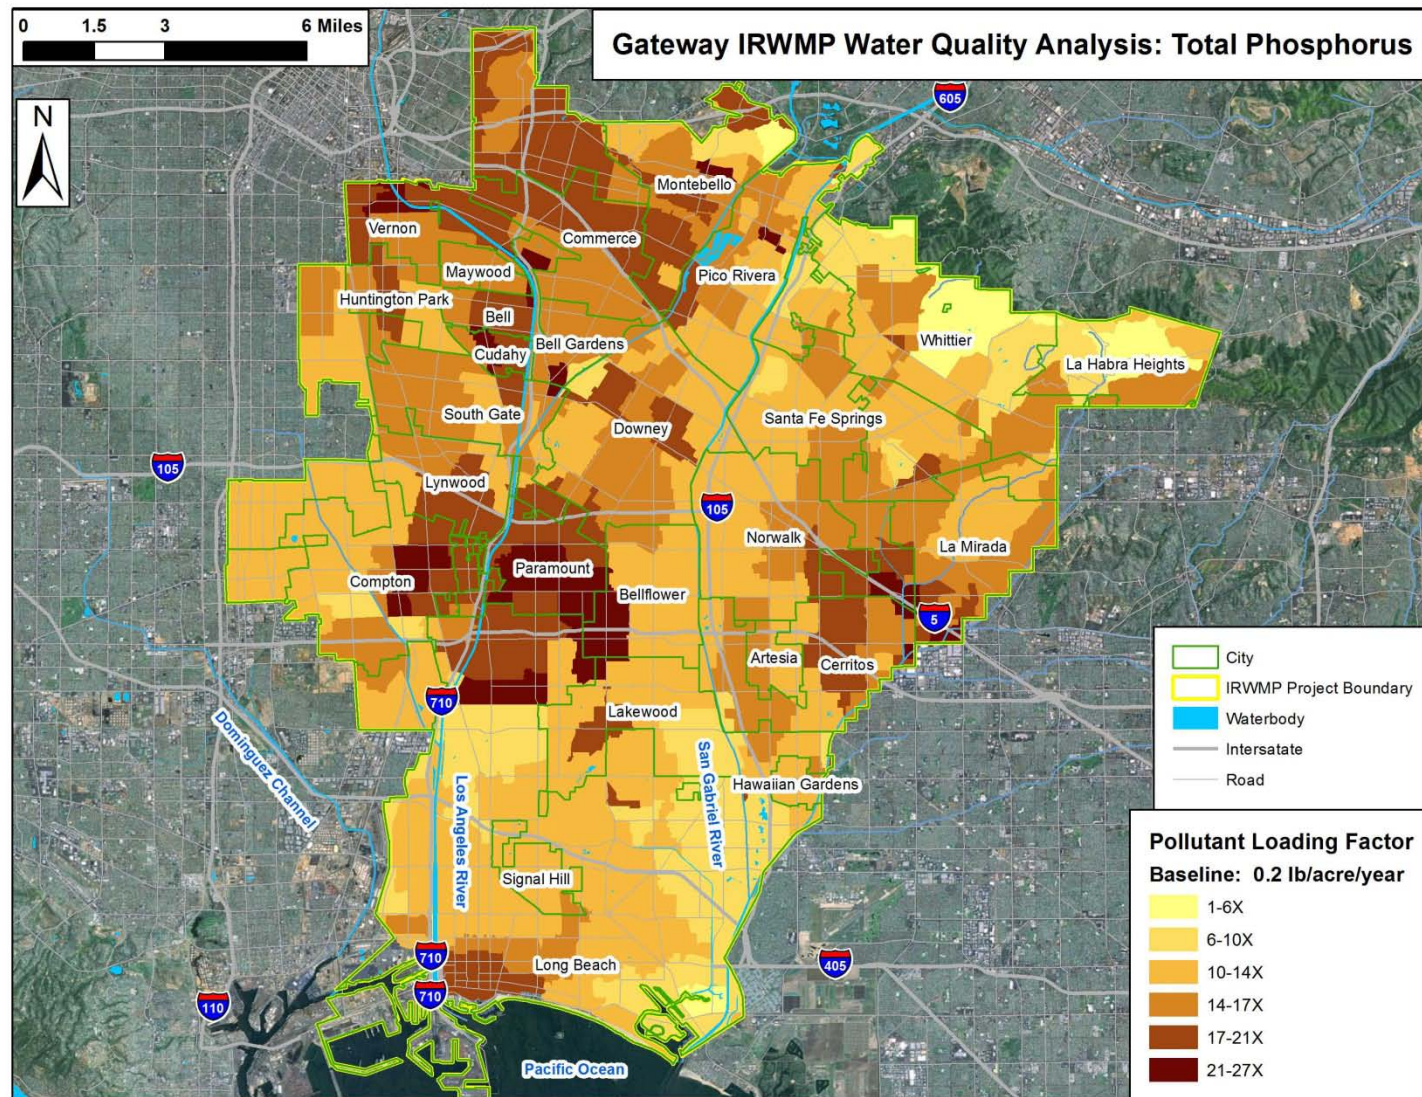 0 1.5 3 6 Miles
Gateway IRWMP Water Quality Analysis: Total Phosphorus
N
605
Montebello
Vernon
Commerce
Maywood
Pico Rivera
Huntington Park
Bell
Whittier
Bell Gardens
Cudahy
La Habra Heights
South Gate
Santa Fe Springs
Downey
105
Lynwood
105
Norwalk
La Mirada
Paramount
Compton
Bellflower
5
Artesia
Cerritos
710
Lakewood
Dominguez Channel
Los Angeles River
San Gabriel River
Hawaiian Gardens
Signal Hill
710
Long Beach
405
710
110
Pacific Ocean
City
IRWMP Project Boundary
Waterbody
Intersatate
Road
Pollutant Loading Factor
Baseline: 0.2 lb/acre/year
1-6X
6-10X
10-14X
14-17X
17-21X
21-27X